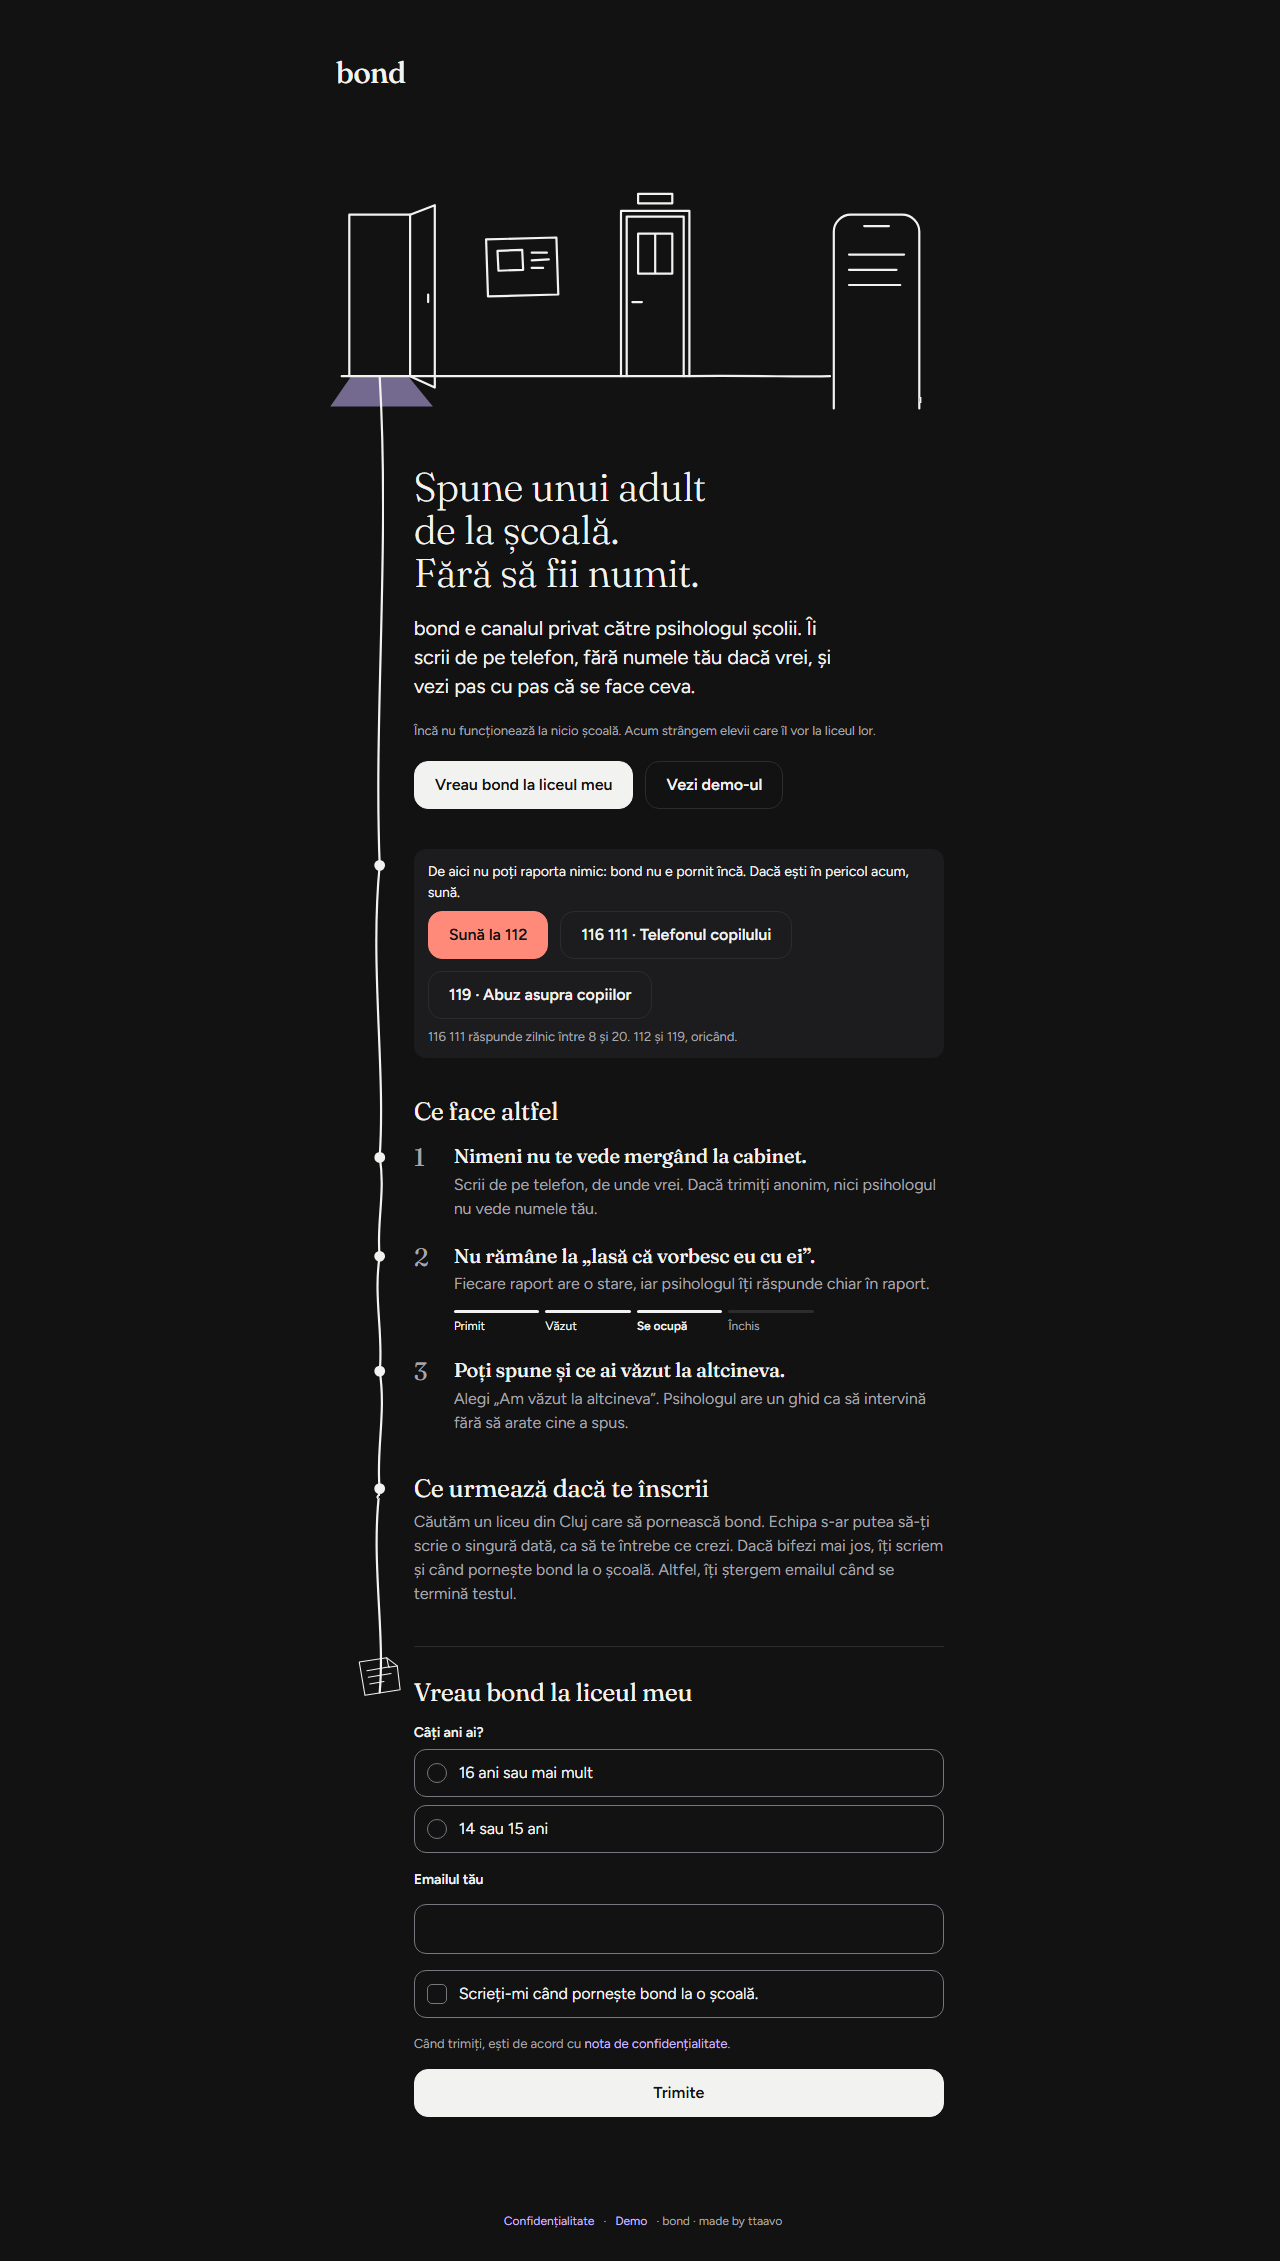 bond
Spune unui adult
de la școală.
Fără să fii numit.
bond e canalul privat către psihologul școlii. Îi
scrii de pe telefon, fără numele tău dacă vrei, și
vezi pas cu pas că se face ceva.
Încă nu funcționează la nicio școală. Acum strângem elevii care îl vor la liceul lor.
Vreau bond la liceul meu
Vezi demo-ul
De aici nu poți raporta nimic: bond nu e pornit încă. Dacă ești în pericol acum,
sună.
Sună la 112
116 111 · Telefonul copilului
119 · Abuz asupra copiilor
116 111 răspunde zilnic între 8 și 20. 112 și 119, oricând.
Ce face altfel
1
Nimeni nu te vede mergând la cabinet.
Scrii de pe telefon, de unde vrei. Dacă trimiți anonim, nici psihologul
nu vede numele tău.
2
Nu rămâne la „lasă că vorbesc eu cu ei”.
Fiecare raport are o stare, iar psihologul îți răspunde chiar în raport.
Primit
Văzut
Se ocupă
Închis
3
Poți spune și ce ai văzut la altcineva.
Alegi „Am văzut la altcineva”. Psihologul are un ghid ca să intervină
fără să arate cine a spus.
Ce urmează dacă te înscrii
Căutăm un liceu din Cluj care să pornească bond. Echipa s-ar putea să-ți
scrie o singură dată, ca să te întrebe ce crezi. Dacă bifezi mai jos, îți scriem
și când pornește bond la o școală. Altfel, îți ștergem emailul când se
termină testul.
Vreau bond la liceul meu
Câți ani ai?
16 ani sau mai mult
14 sau 15 ani
Emailul tău
Scrieți-mi când pornește bond la o școală.
Când trimiți, ești de acord cu nota de confidențialitate.
Trimite
Confidențialitate · Demo · bond · made by ttaavo